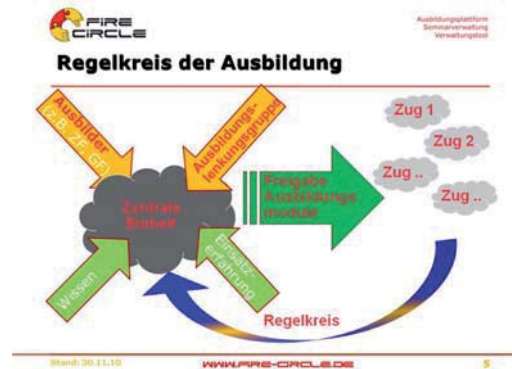 FIRE
CIRCLE
Ausbildungsplattform
Seminarverwaltung
Verwaltungstool
Regelkreis der Ausbildung
Ausbilder
(z.B. ZF, GF)
Ausbildungs-
lenkungsgruppe
Zug 1
Zug 2
Zug ..
Zug ..
Zentrale
Einheit
Freigabe
Ausbildungs
module
Wissen
Einsatz-
erfahrung
Regelkreis
Stand: 30.11.10
WWW.FIRE-CIRCLE.DE
5